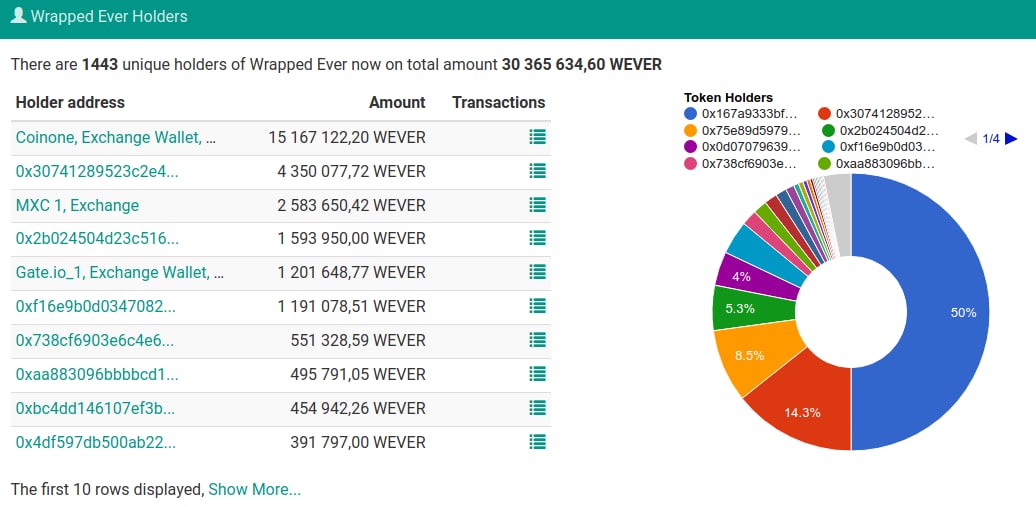 Wrapped Ever Holders
There are 1443 unique holders of Wrapped Ever now on total amount 30 365 634,60 WEVER
Holder address Amount Transactions
Coinone, Exchange Wallet, ... 15 167 122,20 WEVER
0x30741289523c2e4... 4 350 077,72 WEVER
MXC 1, Exchange 2 583 650,42 WEVER
0x2b024504d23c516... 1 593 950,00 WEVER
Gate.io_1, Exchange Wallet, ... 1 201 648,77 WEVER
0xf16e9b0d0347082... 1 191 078,51 WEVER
0x738cf6903e6c4e6... 551 328,59 WEVER
0xaa883096bbbbcd1... 495 791,05 WEVER
0xbc4dd146107ef3b... 454 942,26 WEVER
0x4df597db500ab22... 391 797,00 WEVER
The first 10 rows displayed, Show More...
Token Holders
0x167a9333bf... 0x3074128952...
0x75e89d5979... 0x2b024504d2...
0x0d07079639... 0xf16e9b0d03...
0x738cf6903e... 0xaa883096bb...
1/4
4%
5.3%
50%
8.5%
14.3%